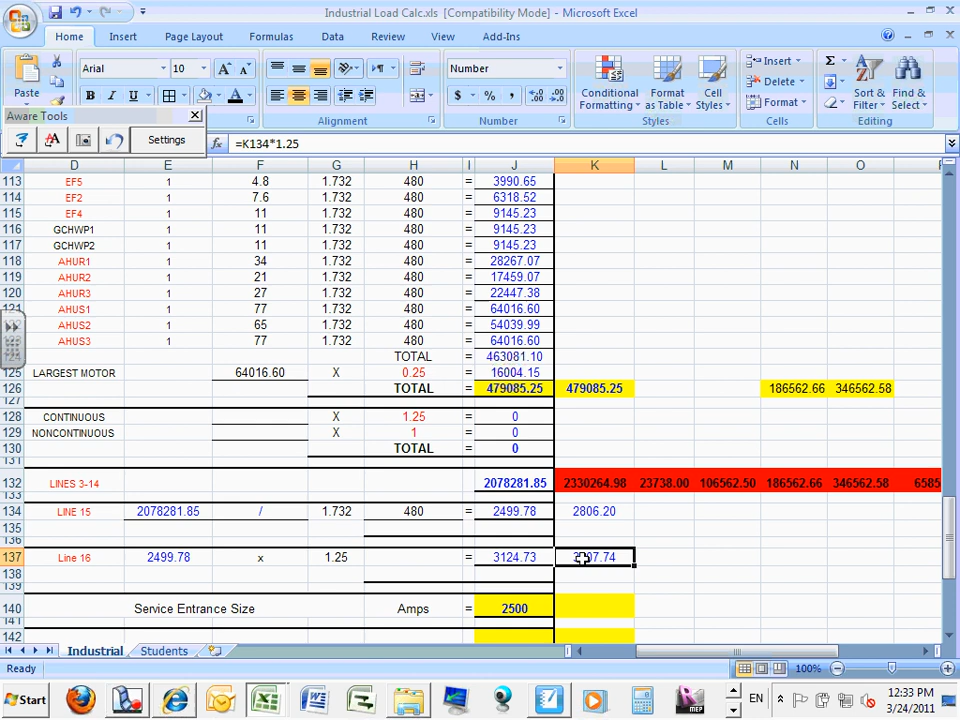 Industrial Load Calc.xls [Compatibility Mode] - Microsoft Excel
Home Insert Page Layout Formulas Data Review View Add-Ins
Paste Arial 10 A A Number Conditional Formatting Format as Table Cell Styles Insert Delete Format Σ Sort & Filter Find & Select
B I U A $ % ,
Alignment Number Styles Cells Editing
Aware Tools
Settings
fx =K134*1.25
D E F G H I J K L M N O
113 EF5 1 4.8 1.732 480 = 3990.65
114 EF2 1 7.6 1.732 480 = 6318.52
115 EF4 1 11 1.732 480 = 9145.23
116 GCHWP1 1 11 1.732 480 = 9145.23
117 GCHWP2 1 11 1.732 480 = 9145.23
118 AHUR1 1 34 1.732 480 = 28267.07
119 AHUR2 1 21 1.732 480 = 17459.07
120 AHUR3 1 27 1.732 480 = 22447.38
121 AHUS1 1 77 1.732 480 = 64016.60
AHUS2 1 65 1.732 480 = 54039.99
AHUS3 1 77 1.732 480 = 64016.60
124 TOTAL = 463081.10
125 LARGEST MOTOR 64016.60 X 0.25 = 16004.15
126 TOTAL = 479085.25 479085.25 186562.66 346562.58
127
128 CONTINUOUS X 1.25 = 0
129 NONCONTINUOUS X 1 = 0
130 TOTAL = 0
131
132 LINES 3-14 2078281.85 2330264.98 23738.00 106562.50 186562.66 346562.58 6585
133
134 LINE 15 2078281.85 / 1.732 480 = 2499.78 2806.20
135
136
137 Line 16 2499.78 x 1.25 = 3124.73
138
139
140 Service Entrance Size Amps = 2500
141
142
Industrial Students
Ready 100%
Start EN 12:33 PM
3/24/2011
MEP